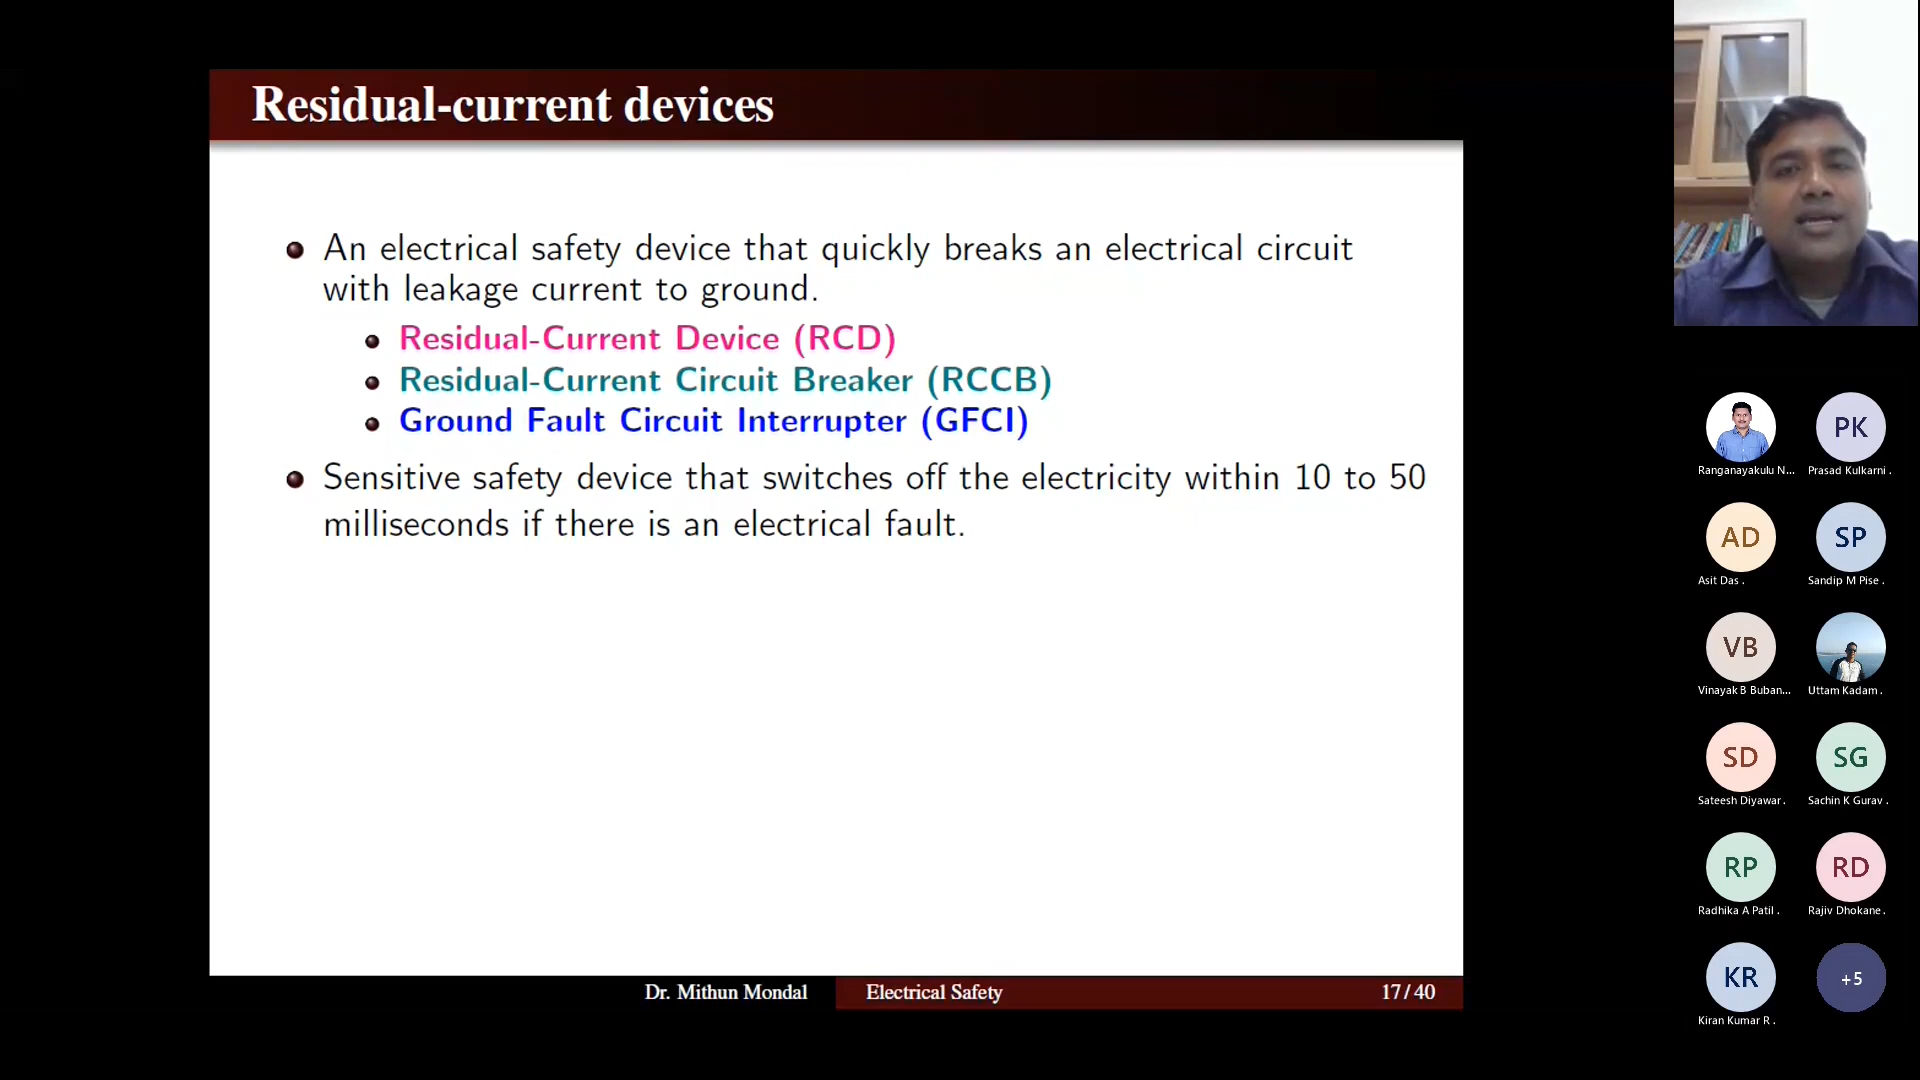 Residual-current devices
An electrical safety device that quickly breaks an electrical circuit
with leakage current to ground.
Residual-Current Device (RCD)
Residual-Current Circuit Breaker (RCCB)
Ground Fault Circuit Interrupter (GFCI)
Sensitive safety device that switches off the electricity within 10 to 50
milliseconds if there is an electrical fault.
Dr. Mithun Mondal
Electrical Safety
17/40
PK
Ranganayakulu N...
Prasad Kulkarni .
AD
SP
Asit Das .
Sandip M Pise .
VB
Vinayak B Buban...
Uttam Kadam .
SD
SG
Sateesh Diyawar .
Sachin K Gurav .
RP
RD
Radhika A Patil .
Rajiv Dhokane .
KR
+5
Kiran Kumar R .